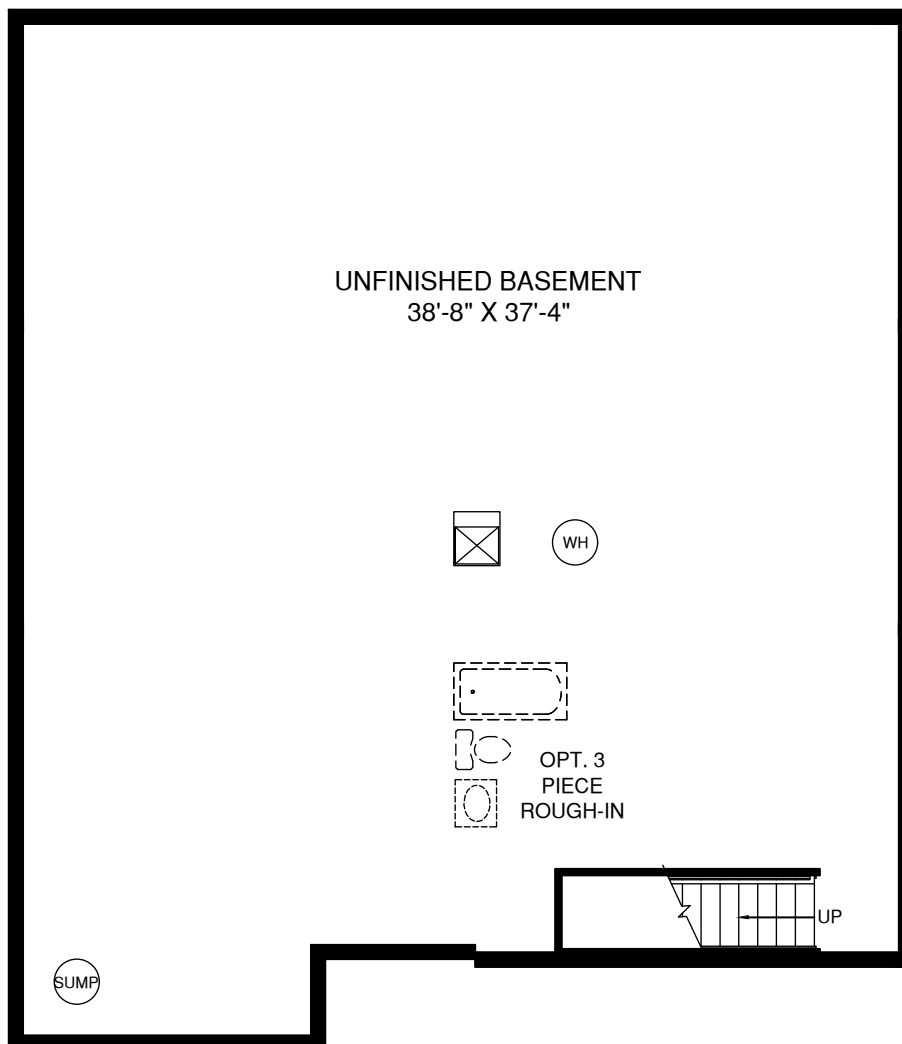 UNFINISHED BASEMENT
38'-8" X 37'-4"
WH
OPT. 3
PIECE
ROUGH-IN
UP
SUMP